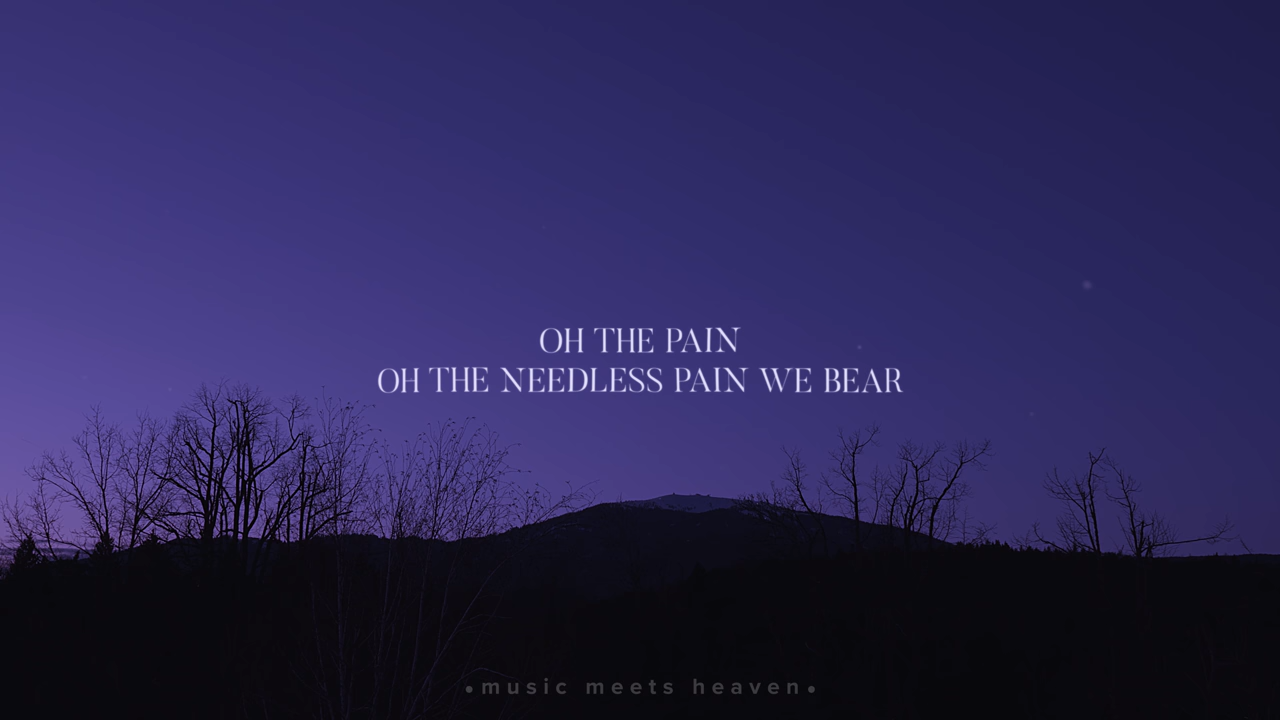 OH THE PAIN
OH THE NEEDLESS PAIN WE BEAR
•music meets heaven•